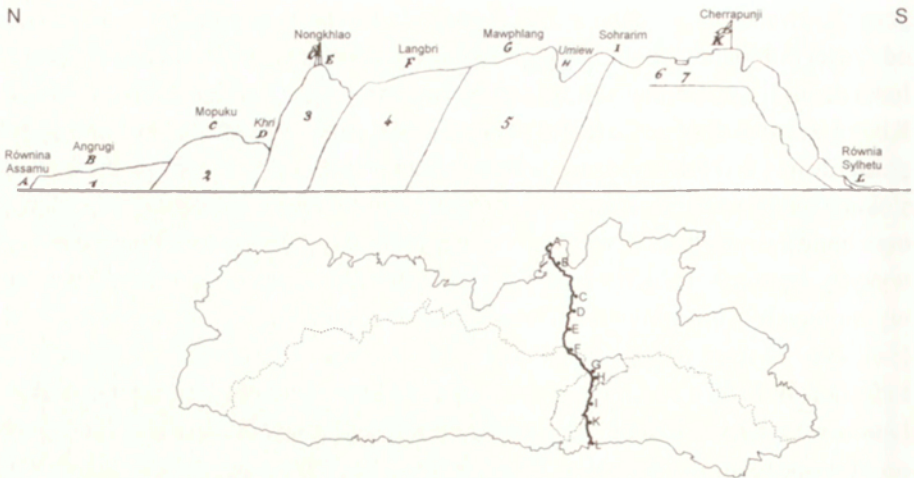 N S
Cherrapunji
Nongkhlao Mawphlang Sohrarim K
E Langbri G Umiew I
F H 6 7
Mopuku Khri 3
C D 4 5
Równina Angrugi Równia
Assamu B Sylhetu
A 1 2 L
A
B
C
D
E
F
G
H
I
K
L